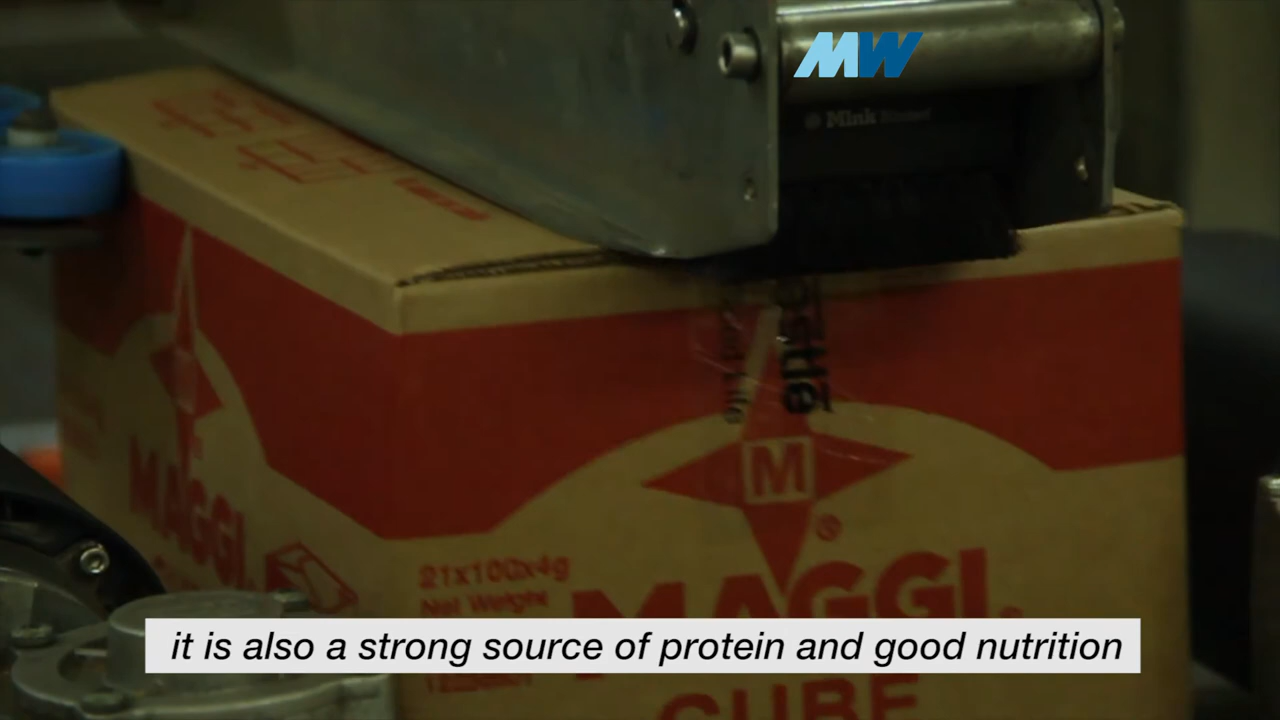 MW
Mink
M
®
MAGGI
21x100x4g
Net Weight
MAGGI
it is also a strong source of protein and good nutrition
CUBE